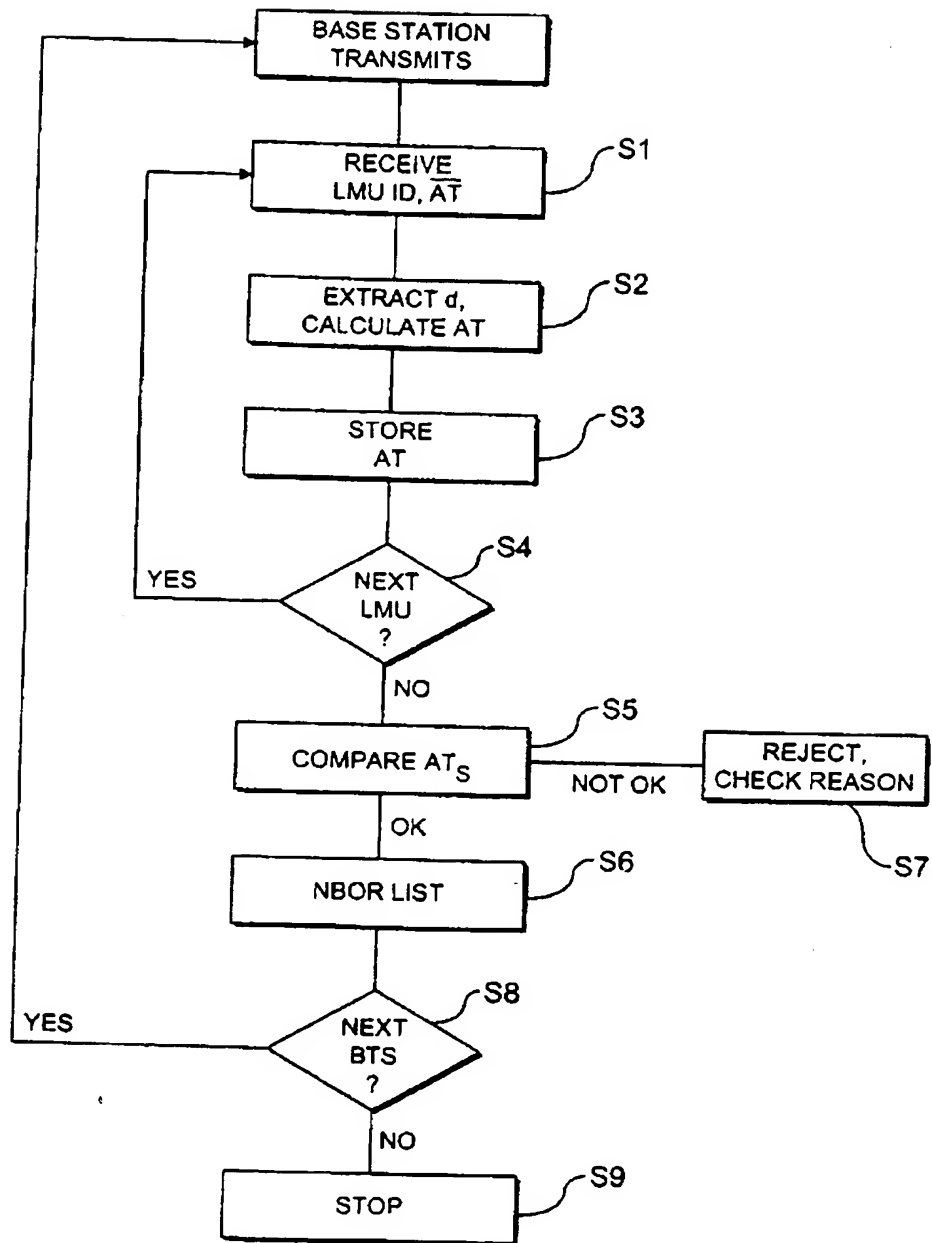 BASE STATION
TRANSMITS
RECEIVE
LMU ID, A̅T̅
S1
EXTRACT d,
CALCULATE AT
S2
STORE
AT
S3
NEXT
LMU
?
S4
YES
NO
COMPARE ATS
S5
NOT OK
REJECT,
CHECK REASON
S7
OK
NBOR LIST
S6
NEXT
BTS
?
S8
YES
NO
STOP
S9